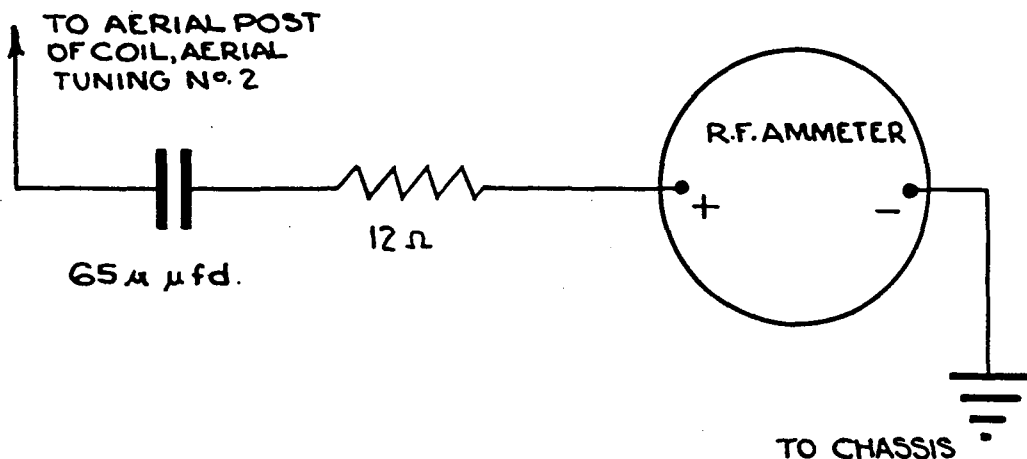 TO AERIAL POST
OF COIL, AERIAL
TUNING No. 2
R.F. AMMETER
+
-
12 Ω
65 μ μfd.
TO CHASSIS